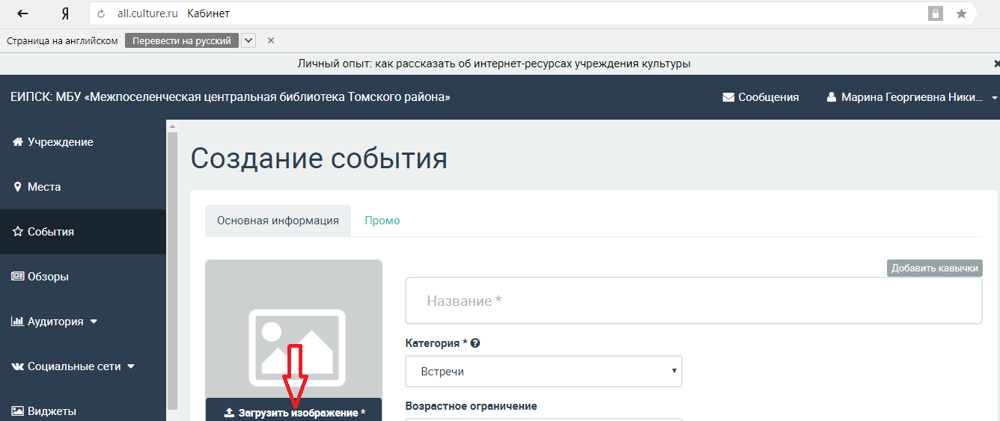 Я all.culture.ru Кабинет
Страница на английском Перевести на русский
Личный опыт: как рассказать об интернет-ресурсах учреждения культуры
ЕИПСК: МБУ «Межпоселенческая центральная библиотека Томского района» Сообщения Марина Георгиевна Ники...
Учреждение
Места
События
Обзоры
Аудитория
Социальные сети
Виджеты
Создание события
Основная информация Промо
Добавить кавычки
Название *
Категория *
Встречи
Возрастное ограничение
Загрузить изображение *